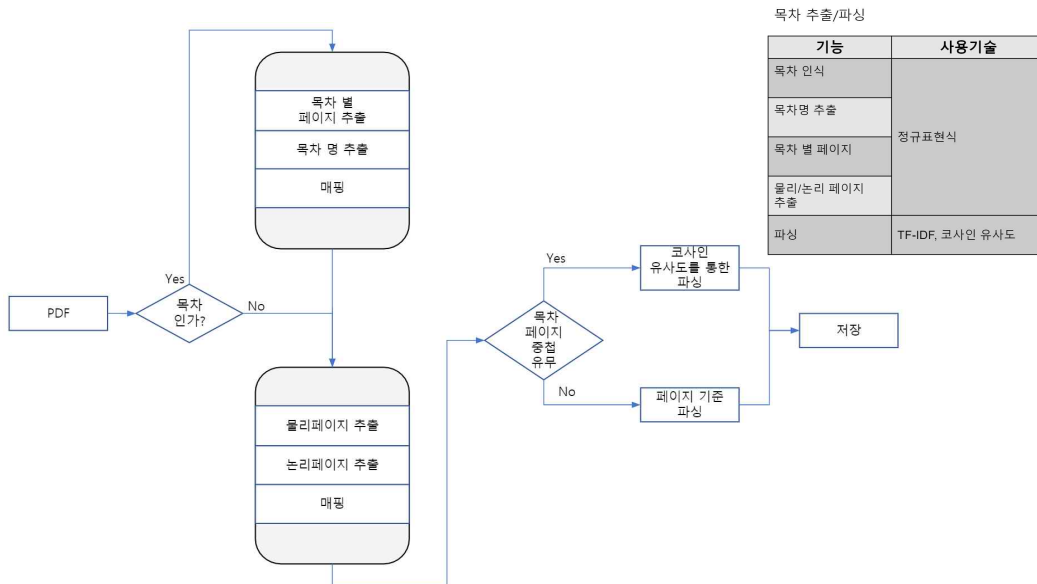 목차 추출/파싱
기능 사용기술
목차 인식
목차명 추출
정규표현식
목차 별 페이지
물리/논리 페이지
추출
파싱 TF-IDF, 코사인 유사도
목차 별
페이지 추출
목차 명 추출
매핑
Yes
PDF
목차
인가?
No
물리페이지 추출
논리페이지 추출
매핑
목차
페이지
중첩
유무
Yes
코사인
유사도를 통한
파싱
No
페이지 기준
파싱
저장